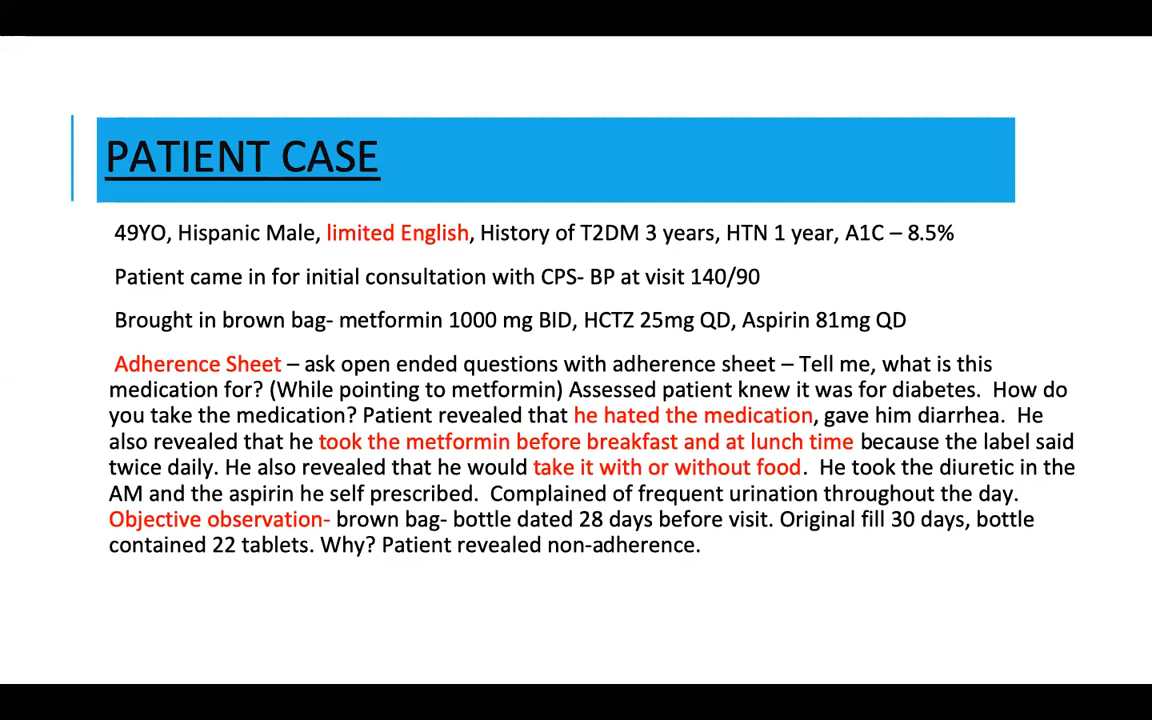 PATIENT CASE
49YO, Hispanic Male, limited English, History of T2DM 3 years, HTN 1 year, A1C – 8.5%
Patient came in for initial consultation with CPS- BP at visit 140/90
Brought in brown bag- metformin 1000 mg BID, HCTZ 25mg QD, Aspirin 81mg QD
Adherence Sheet – ask open ended questions with adherence sheet – Tell me, what is this
medication for? (While pointing to metformin) Assessed patient knew it was for diabetes.  How do
you take the medication? Patient revealed that he hated the medication, gave him diarrhea.  He
also revealed that he took the metformin before breakfast and at lunch time because the label said
twice daily. He also revealed that he would take it with or without food.  He took the diuretic in the
AM and the aspirin he self prescribed.  Complained of frequent urination throughout the day.
Objective observation- brown bag- bottle dated 28 days before visit. Original fill 30 days, bottle
contained 22 tablets. Why? Patient revealed non-adherence.